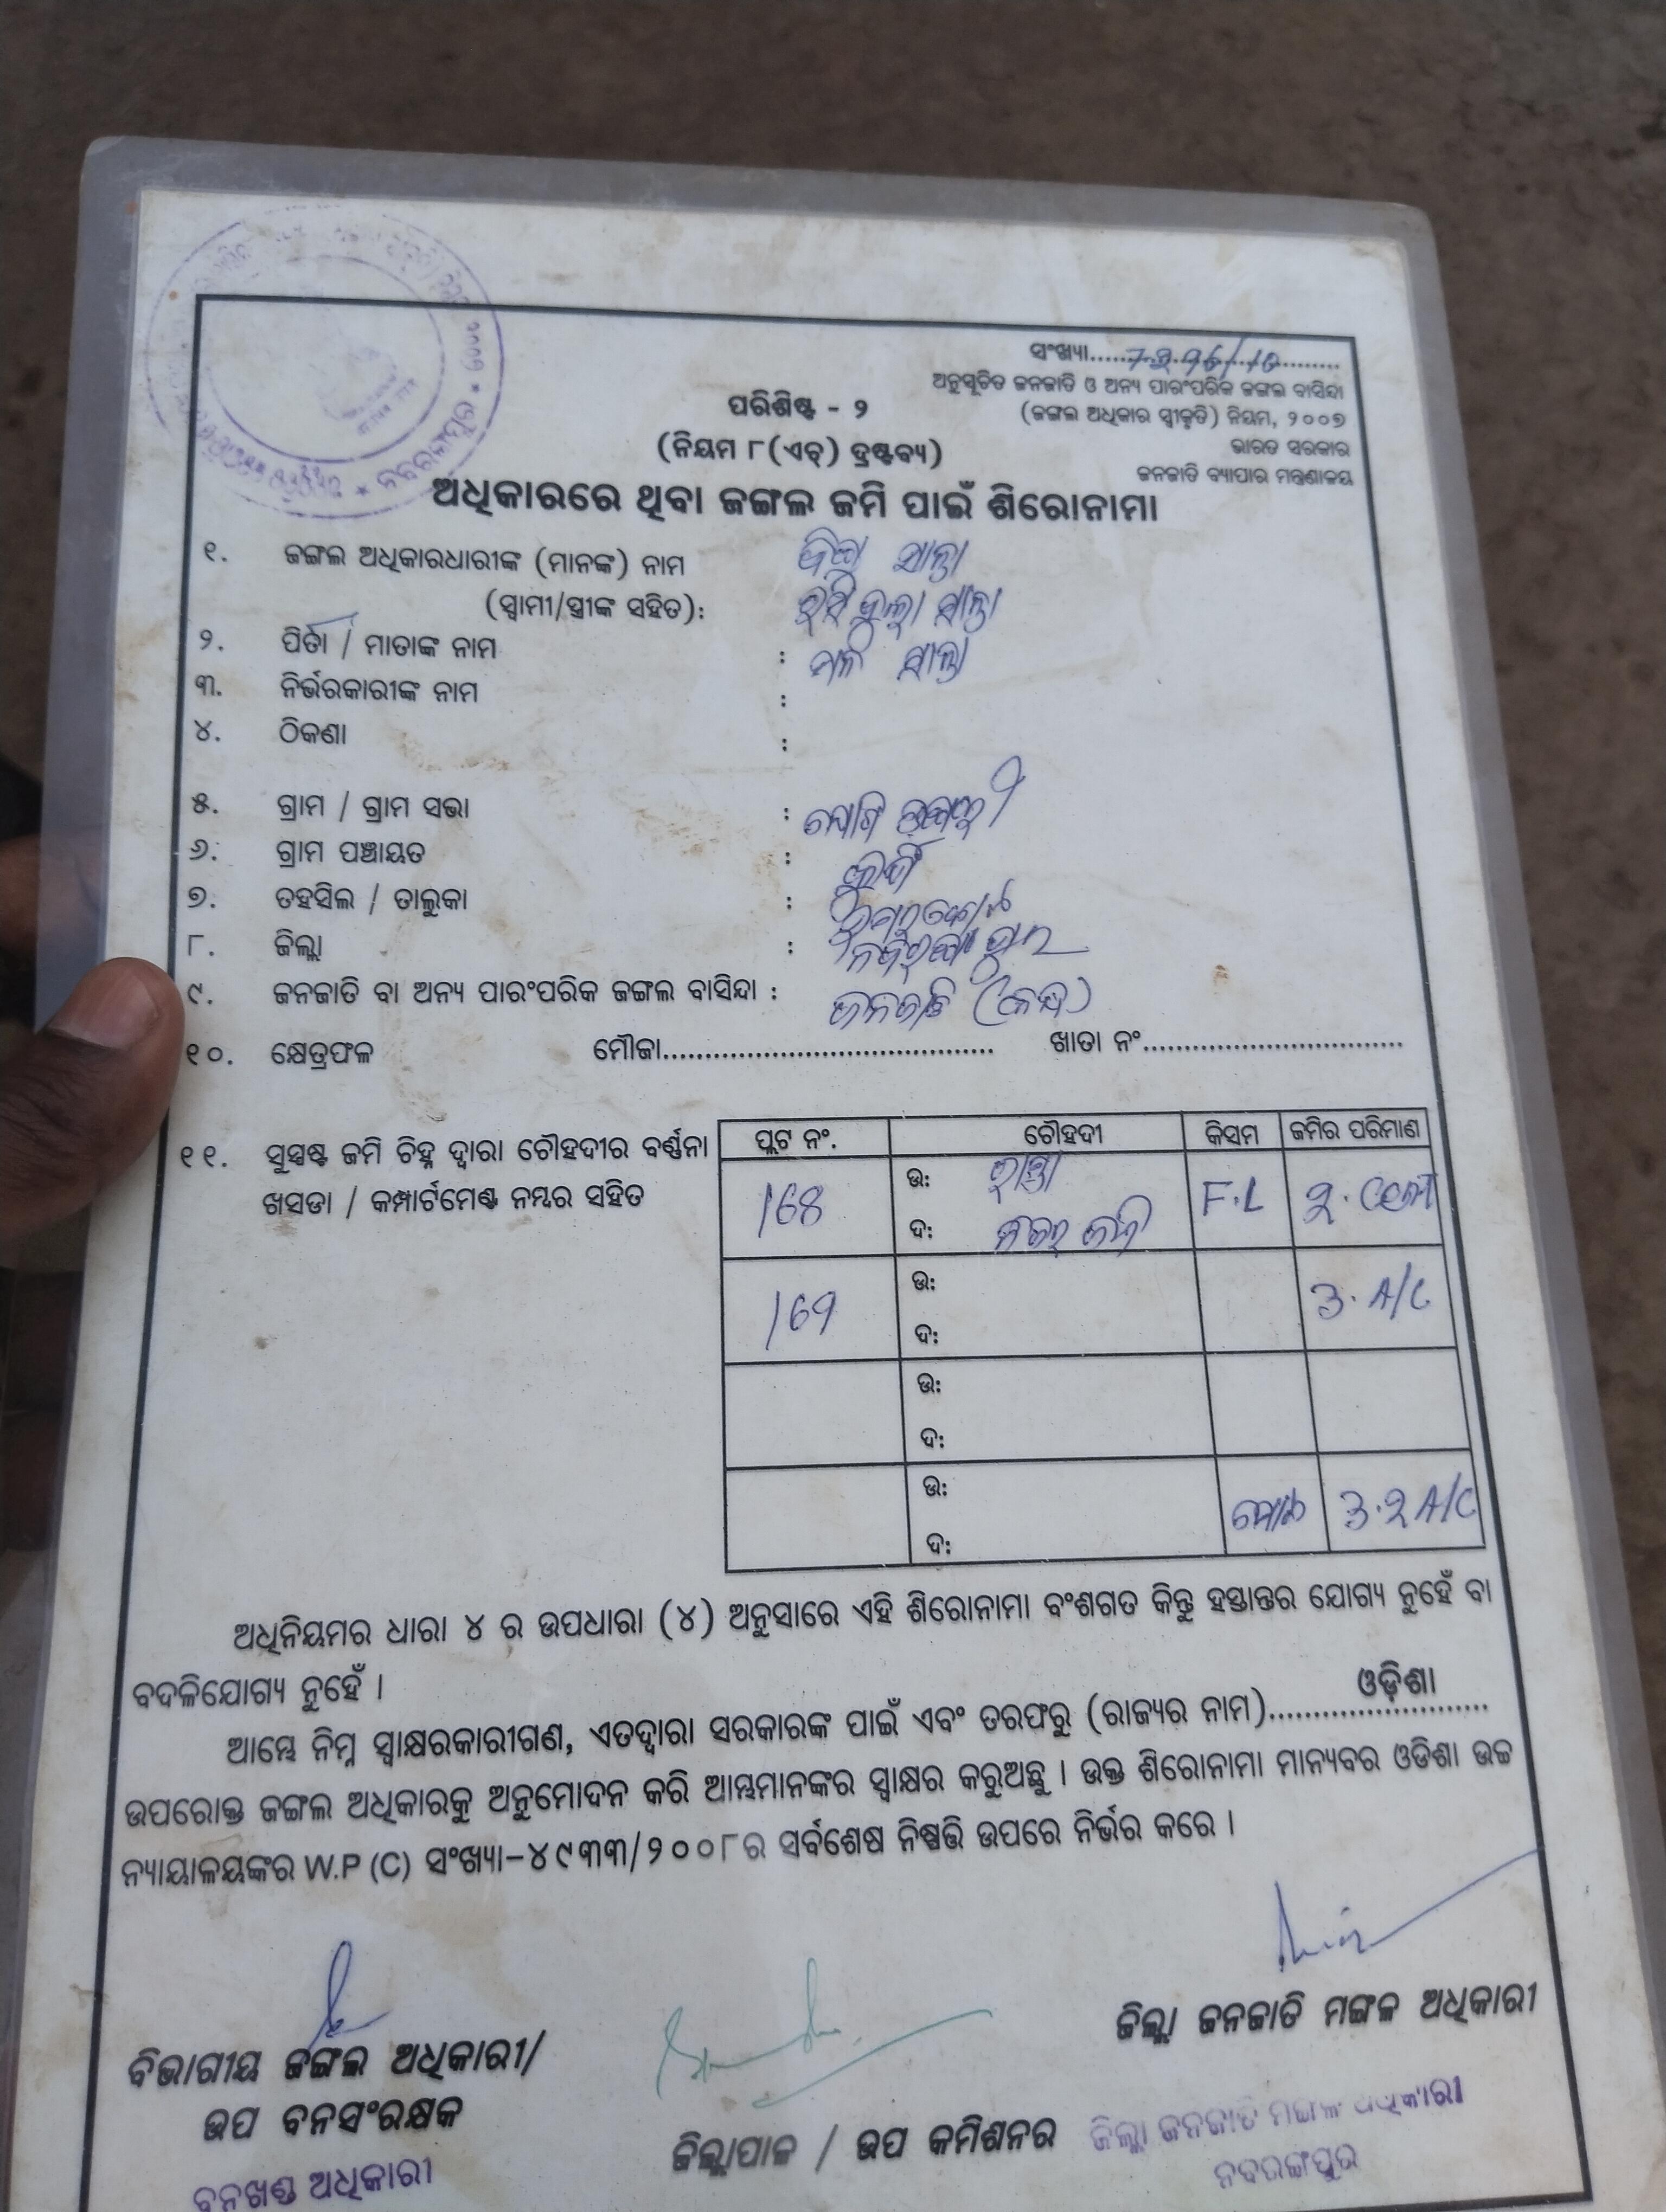 ସଂଖ୍ୟା..................
ଅନୁସୂଚିତ ଜନଜାତି ଓ ଅନ୍ୟ ପାରଂପରିକ ଜଙ୍ଗଲ ବାସିନ୍ଦା
ପରିଶିଷ୍ଟ - ୨
(ଜଙ୍ଗଲ ଅଧିକାର ସ୍ୱୀକୃତି) ନିୟମ, ୨୦୦୭
(ନିୟମ ୮(ଏଚ୍) ଦ୍ରଷ୍ଟବ୍ୟ)
ଭାରତ ସରକାର
ଜନଜାତି ବ୍ୟାପାର ମନ୍ତ୍ରଣାଳୟ
ଅଧିକାରରେ ଥିବା ଜଙ୍ଗଲ ଜମି ପାଇଁ ଶିରୋନାମା
୧. ଜଙ୍ଗଲ ଅଧିକାରଧାରୀଙ୍କ (ମାନଙ୍କ) ନାମ
(ସ୍ୱାମୀ/ସ୍ତ୍ରୀଙ୍କ ସହିତ):
୨. ପିତା / ମାତାଙ୍କ ନାମ :
୩. ନିର୍ଭରକାରୀଙ୍କ ନାମ :
୪. ଠିକଣା :
୫. ଗ୍ରାମ / ଗ୍ରାମ ସଭା :
୬. ଗ୍ରାମ ପଞ୍ଚାୟତ :
୭. ତହସିଲ / ତାଲୁକା :
୮. ଜିଲ୍ଲା :
୯. ଜନଜାତି ବା ଅନ୍ୟ ପାରଂପରିକ ଜଙ୍ଗଲ ବାସିନ୍ଦା : ଜନଜାତି (କନ୍ଧ)
୧୦. କ୍ଷେତ୍ରଫଳ ମୌଜା........................................ ଖାତା ନଂ...............................
୧୧. ସୁସ୍ପଷ୍ଟ ଜମି ଚିହ୍ନ ଦ୍ୱାରା ଚୌହଦୀର ବର୍ଣନା
ଖସଡା / କମ୍ପାର୍ଟମେଣ୍ଟ ନମ୍ବର ସହିତ
ପ୍ଲଟ ନଂ. ଚୌହଦୀ କିସମ ଜମିର ପରିମାଣ
168 ଉ: ରାସ୍ତା F.L
ଦ:
169 ଉ: 3. A/C
ଦ:
ଉ:
ଦ:
ଉ: ମୋଟ 3.2 A/C
ଦ:
ଅଧିନିୟମର ଧାରା ୪ ର ଉପଧାରା (୪) ଅନୁସାରେ ଏହି ଶିରୋନାମା ବଂଶଗତ କିନ୍ତୁ ହସ୍ତାନ୍ତର ଯୋଗ୍ୟ ନୁହେଁ ବା
ବଦଳିଯୋଗ୍ୟ ନୁହେଁ ।
ଆମ୍ଭେ ନିମ୍ନ ସ୍ୱାକ୍ଷରକାରୀଗଣ, ଏତଦ୍ଦ୍ୱାରା ସରକାରଙ୍କ ପାଇଁ ଏବଂ ତରଫରୁ (ରାଜ୍ୟର ନାମ).......ଓଡ଼ିଶା.......
ଉପରୋକ୍ତ ଜଙ୍ଗଲ ଅଧିକାରକୁ ଅନୁମୋଦନ କରି ଆମ୍ଭମାନଙ୍କର ସ୍ୱାକ୍ଷର କରୁଅଛୁ । ଉକ୍ତ ଶିରୋନାମା ମାନ୍ୟବର ଓଡିଶା ଉଚ୍ଚ
ନ୍ୟାୟାଳୟଙ୍କର W.P (C) ସଂଖ୍ୟା-୪୯୩୩/୨୦୦୮ର ସର୍ବଶେଷ ନିଷ୍ପତ୍ତି ଉପରେ ନିର୍ଭର କରେ ।
ଜିଲ୍ଲା ଜନଜାତି ମଙ୍ଗଳ ଅଧିକାରୀ
ବିଭାଗୀୟ ଜଙ୍ଗଲ ଅଧିକାରୀ/
ଉପ ବନସଂରକ୍ଷକ
ଜିଲ୍ଲାପାଳ / ଉପ କମିଶନର
ଜିଲ୍ଲା ଜନଜାତି ମଙ୍ଗଳ ଅଧିକାରୀ
ନବରଙ୍ଗପୁର
ବନଖଣ୍ଡ ଅଧିକାରୀ